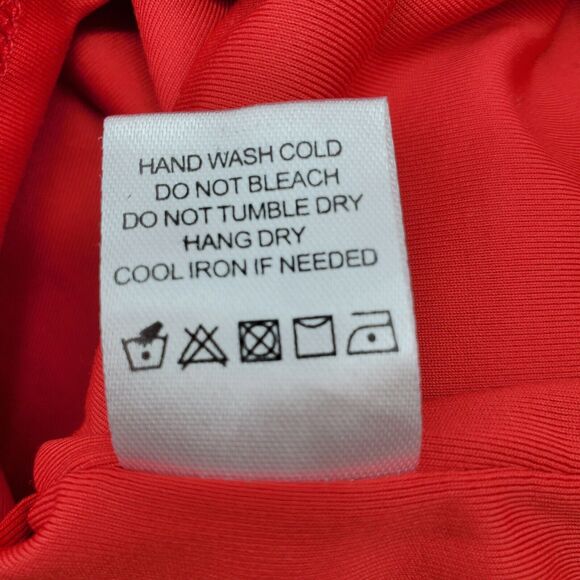 HAND WASH COLD
DO NOT BLEACH
DO NOT TUMBLE DRY
HANG DRY
COOL IRON IF NEEDED